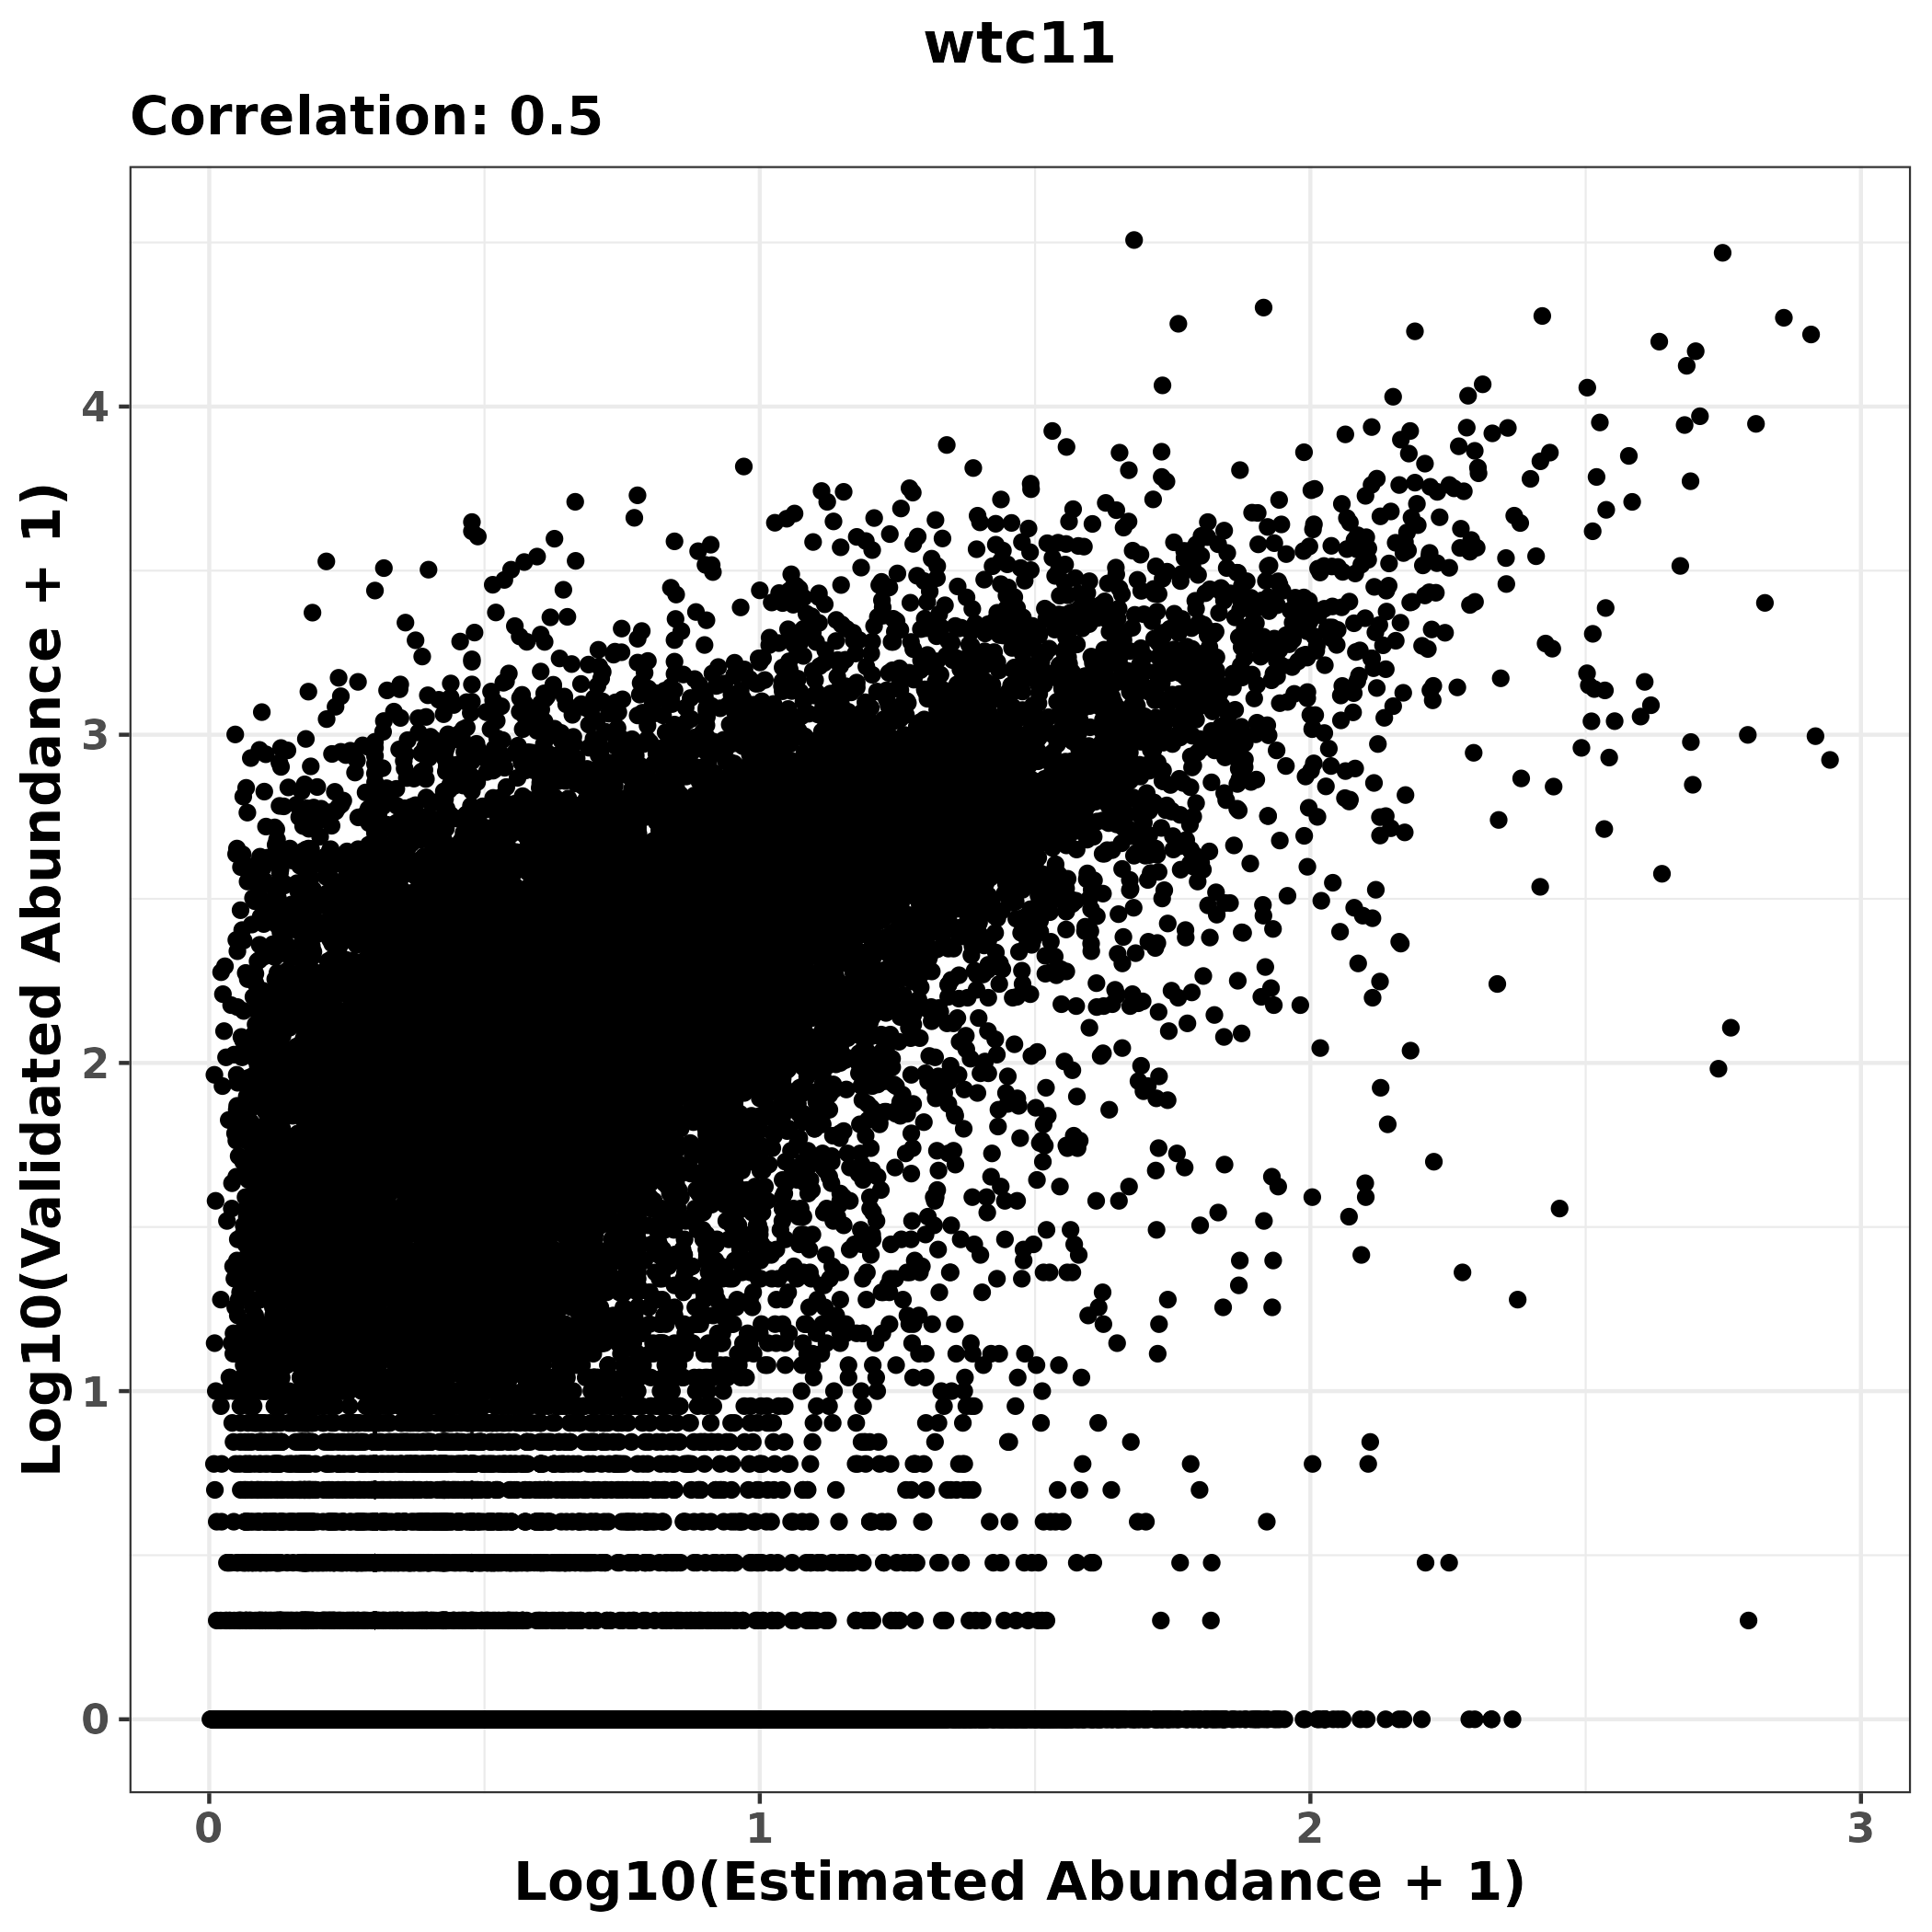 wtc11
Correlation: 0.5
Log10(Validated Abundance + 1)
4
3
2
1
0
0 1 2 3
Log10(Estimated Abundance + 1)